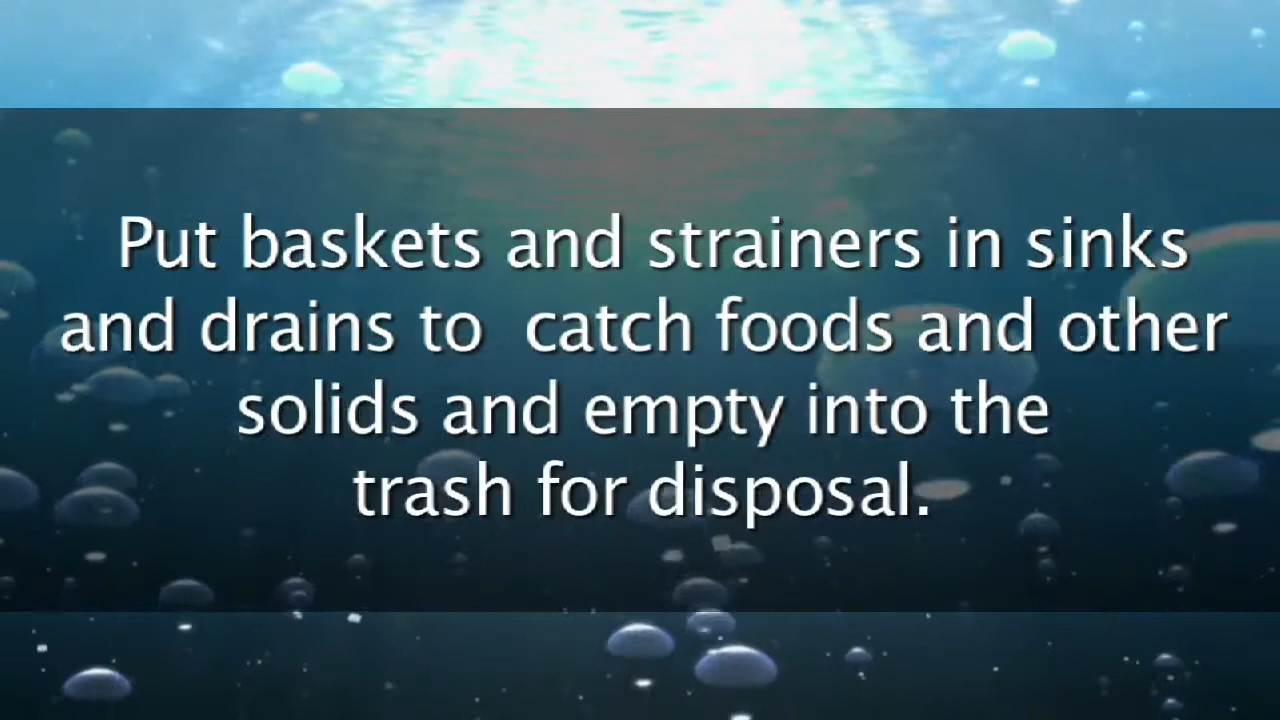 Put baskets and strainers in sinks
and drains to catch foods and other
solids and empty into the
trash for disposal.